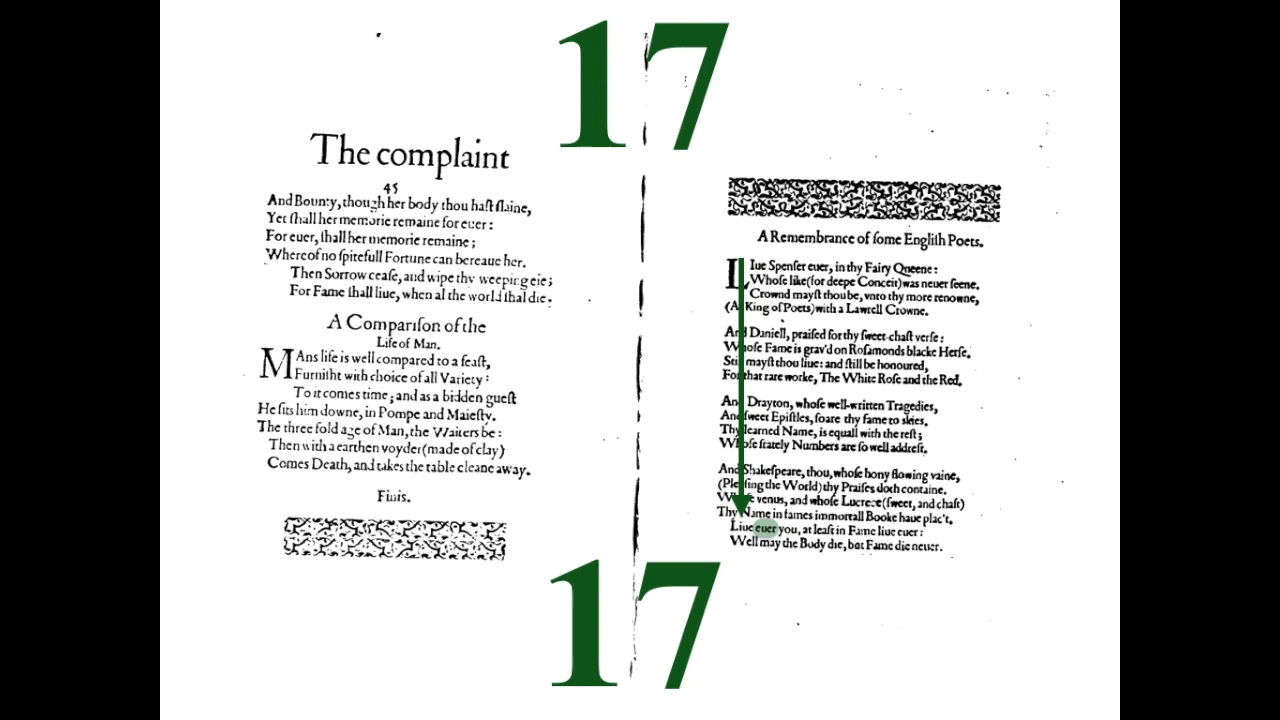 17
The complaint
45
And Bounty, though her body thou hast slaine,
Yet shall her memorie remaine for euer:
For euer, shall her memorie remaine;
Whereof no spitefull Fortune can bereaue her.
Then Sorrow cease, and wipe thy weeping eie;
For Fame shall liue, when al the world shal die.
A Comparison of the
Life of Man.
MAns life is well compared to a feast,
Furnisht with choice of all Variety:
To it comes time; and as a bidden guest
He sits him downe, in Pompe and Maiesty.
The three fold age of Man, the Waiters be:
Then with a earthen voyder(made of clay)
Comes Death, and takes the table cleane away.
Finis.
A Remembrance of some English Poets.
LIue Spenser euer, in thy Fairy Queene:
Whose like(for deepe Conceit)was neuer seene.
Crownd mayst thou be, vnto thy more renowne,
(As King of Poets)with a Lawrell Crowne.
And Daniell, praised for thy sweet-chast verse:
Whose Fame is grav'd on Rosamonds blacke Herse.
Still mayst thou liue: and still be honoured,
For that rare worke, The White Rose and the Red.
And Drayton, whose well-written Tragedies,
And sweet Epistles, soare thy fame to skies.
Thy learned Name, is equall with the rest;
Whose stately Numbers are so well addrest.
And Shakespeare, thou, whose hony flowing vaine,
(Pleasing the World)thy Praises doth containe.
Whose venus, and whose Lucrece(sweet, and chast)
Thy Name in fames immortall Booke haue plac't.
Liue euer you, at least in Fame liue euer:
Well may the Body die, but Fame die neuer.
17